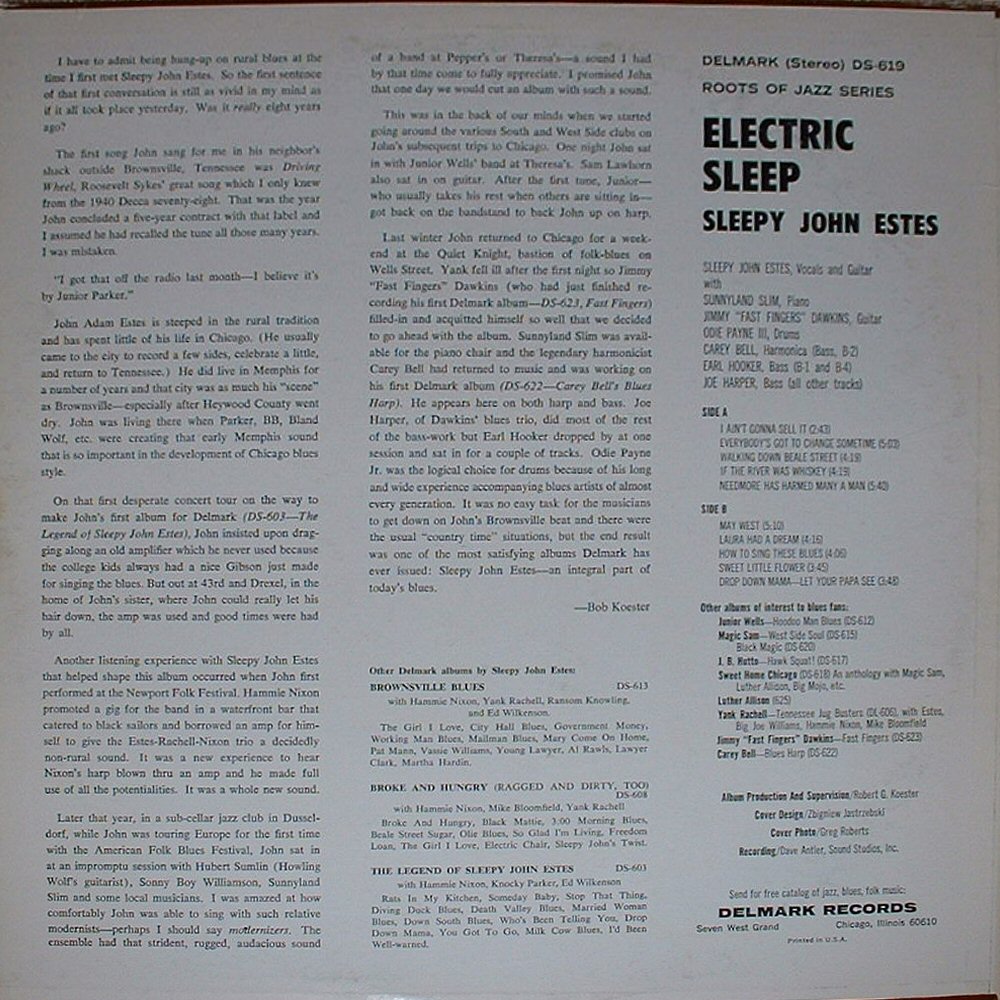 I have to admit being hung-up on rural blues at the
time I first met Sleepy John Estes. So the first sentence
of that first conversation is still as vivid in my mind as
if it all took place yesterday. Was it really eight years
ago?
The first song John sang for me in his neighbor's
shack outside Brownsville, Tennessee was Driving
Wheel, Roosevelt Sykes' great song which I only knew
from the 1940 Decca seventy-eight. That was the year
John concluded a five-year contract with that label and
I assumed he had recalled the tune all those many years.
I was mistaken.
"I got that off the radio last month—I believe it's
by Junior Parker."
John Adam Estes is steeped in the rural tradition
and has spent little of his life in Chicago. (He usually
came to the city to record a few sides, celebrate a little,
and return to Tennessee.) He did live in Memphis for
a number of years and that city was as much his "scene"
as Brownsville—especially after Heywood County went
dry. John was living there when Parker, BB, Bland
Wolf, etc. were creating that early Memphis sound
that is so important in the development of Chicago blues
style.
On that first desperate concert tour on the way to
make John's first album for Delmark (DS-603—The
Legend of Sleepy John Estes), John insisted upon drag-
ging along an old amplifier which he never used because
the college kids always had a nice Gibson just made
for singing the blues. But out at 43rd and Drexel, in the
home of John's sister, where John could really let his
hair down, the amp was used and good times were had
by all.
Another listening experience with Sleepy John Estes
that helped shape this album occurred when John first
performed at the Newport Folk Festival. Hammie Nixon
promoted a gig for the band in a waterfront bar that
catered to black sailors and borrowed an amp for him-
self to give the Estes-Rachell-Nixon trio a decidedly
non-rural sound. It was a new experience to hear
Nixon's harp blown thru an amp and he made full
use of all the potentialities. It was a whole new sound.
Later that year, in a sub-cellar jazz club in Dussel-
dorf, while John was touring Europe for the first time
with the American Folk Blues Festival, John sat in
at an impromptu session with Hubert Sumlin (Howling
Wolf's guitarist), Sonny Boy Williamson, Sunnyland
Slim and some local musicians. I was amazed at how
comfortably John was able to sing with such relative
modernists—perhaps I should say modernizers. The
ensemble had that strident, rugged, audacious sound
of a band at Pepper's or Theresa's—a sound I had
by that time come to fully appreciate. I promised John
that one day we would cut an album with such a sound.
This was in the back of our minds when we started
going around the various South and West Side clubs on
John's subsequent trips to Chicago. One night John sat
in with Junior Wells' band at Theresa's. Sam Lawhorn
also sat in on guitar. After the first tune, Junior—
who usually takes his rest when others are sitting in—
got back on the bandstand to back John up on harp.
Last winter John returned to Chicago for a week-
end at the Quiet Knight, bastion of folk-blues on
Wells Street. Yank fell ill after the first night so Jimmy
"Fast Fingers" Dawkins (who had just finished re-
cording his first Delmark album—DS-623, Fast Fingers)
filled-in and acquitted himself so well that we decided
to go ahead with the album. Sunnyland Slim was avail-
able for the piano chair and the legendary harmonicist
Carey Bell had returned to music and was working on
his first Delmark album (DS-622—Carey Bell's Blues
Harp). He appears here on both harp and bass. Joe
Harper, of Dawkins' blues trio, did most of the rest
of the bass-work but Earl Hooker dropped by at one
session and sat in for a couple of tracks. Odie Payne
Jr. was the logical choice for drums because of his long
and wide experience accompanying blues artists of almost
every generation. It was no easy task for the musicians
to get down on John's Brownsville beat and there were
the usual "country time" situations, but the end result
was one of the most satisfying albums Delmark has
ever issued: Sleepy John Estes—an integral part of
today's blues.
—Bob Koester
Other Delmark albums by Sleepy John Estes:
BROWNSVILLE BLUES DS-613
with Hammie Nixon, Yank Rachell, Ransom Knowling,
and Ed Wilkenson.
The Girl I Love, City Hall Blues, Government Money,
Working Man Blues, Mailman Blues, Mary Come On Home,
Pat Mann, Vassie Williams, Young Lawyer, Al Rawls, Lawyer
Clark, Martha Hardin.
BROKE AND HUNGRY (RAGGED AND DIRTY, TOO)
DS-608
with Hammie Nixon, Mike Bloomfield, Yank Rachell
Broke And Hungry, Black Mattie, 3:00 Morning Blues,
Beale Street Sugar, Olie Blues, So Glad I'm Living, Freedom
Loan, The Girl I Love, Electric Chair, Sleepy John's Twist.
THE LEGEND OF SLEEPY JOHN ESTES DS-603
with Hammie Nixon, Knocky Parker, Ed Wilkenson
Rats In My Kitchen, Someday Baby, Stop That Thing,
Diving Duck Blues, Death Valley Blues, Married Woman
Blues, Down South Blues, Who's Been Telling You, Drop
Down Mama, You Got To Go, Milk Cow Blues, I'd Been
Well-warned.
DELMARK (Stereo) DS-619
ROOTS OF JAZZ SERIES
ELECTRIC
SLEEP
SLEEPY JOHN ESTES
SLEEPY JOHN ESTES, Vocals and Guitar
with
SUNNYLAND SLIM, Piano
JIMMY "FAST FINGERS" DAWKINS, Guitar
ODIE PAYNE III, Drums
CAREY BELL, Harmonica (Bass, B-2)
EARL HOOKER, Bass (B-1 and B-4)
JOE HARPER, Bass (all other tracks)
SIDE A
I AIN'T GONNA SELL IT (2:43)
EVERYBODY'S GOT TO CHANGE SOMETIME (5:03)
WALKING DOWN BEALE STREET (4:19)
IF THE RIVER WAS WHISKEY (4:19)
NEEDMORE HAS HARMED MANY A MAN (5:40)
SIDE B
MAY WEST (5:10)
LAURA HAD A DREAM (4:16)
HOW TO SING THESE BLUES (4:06)
SWEET LITTLE FLOWER (3:45)
DROP DOWN MAMA—LET YOUR PAPA SEE (3:48)
Other albums of interest to blues fans:
Junior Wells—Hoodoo Man Blues (DS-612)
Magic Sam—West Side Soul (DS-615)
Black Magic (DS-620)
J. B. Hutto—Hawk Squat! (DS-617)
Sweet Home Chicago (DS-618) An anthology with Magic Sam,
Luther Allison, Big Mojo, etc.
Luther Allison (625)
Yank Rachell—Tennessee Jug Busters (DL-606), with Estes,
Big Joe Williams, Hammie Nixon, Mike Bloomfield
Jimmy "Fast Fingers" Dawkins—Fast Fingers (DS-623)
Carey Bell—Blues Harp (DS-622)
Album Production And Supervision/Robert G. Koester
Cover Design/Zbigniew Jastrzebski
Cover Photo/Greg Roberts
Recording/Dave Antler, Sound Studios, Inc.
Send for free catalog of jazz, blues, folk music:
DELMARK RECORDS
Seven West Grand Chicago, Illinois 60610
Printed in U.S.A.